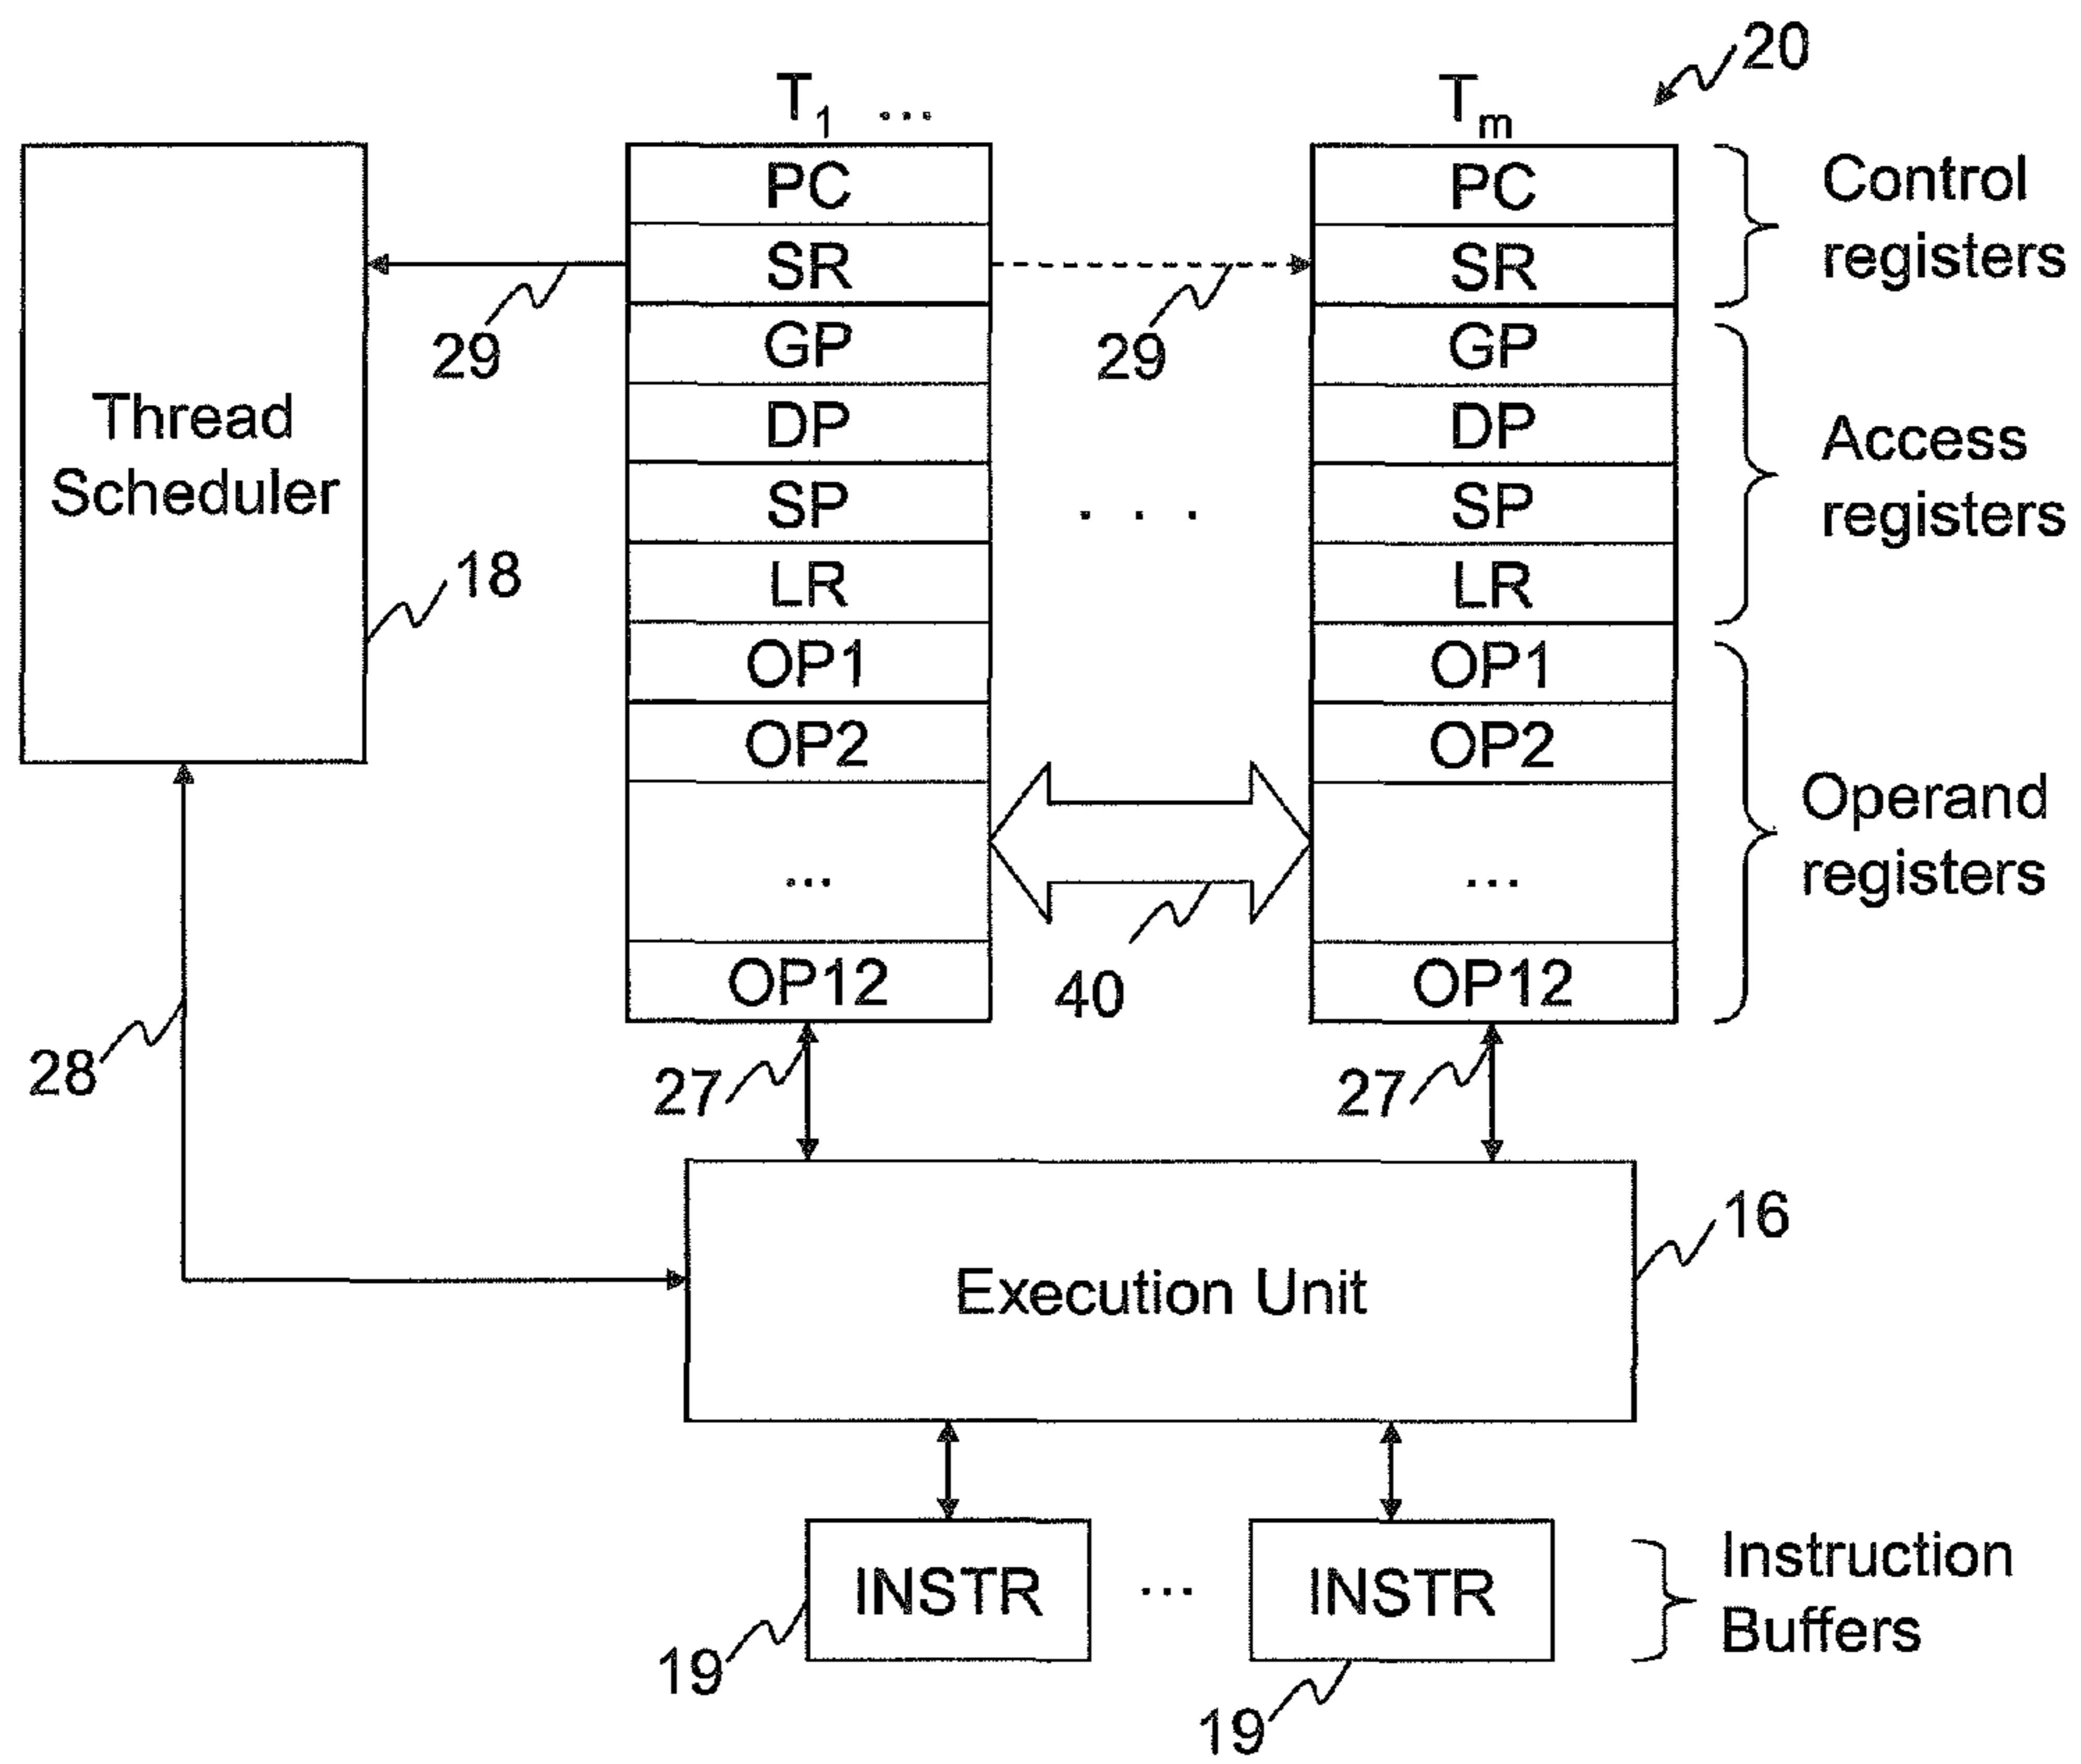 20
T1 ...
Tm
Thread
Scheduler
18
PC
SR
GP
DP
SP
LR
OP1
OP2
...
OP12
29
29
. . .
40
PC
SR
GP
DP
SP
LR
OP1
OP2
...
OP12
Control
registers
Access
registers
Operand
registers
28
27
27
Execution Unit
16
INSTR
...
INSTR
19
19
Instruction
Buffers